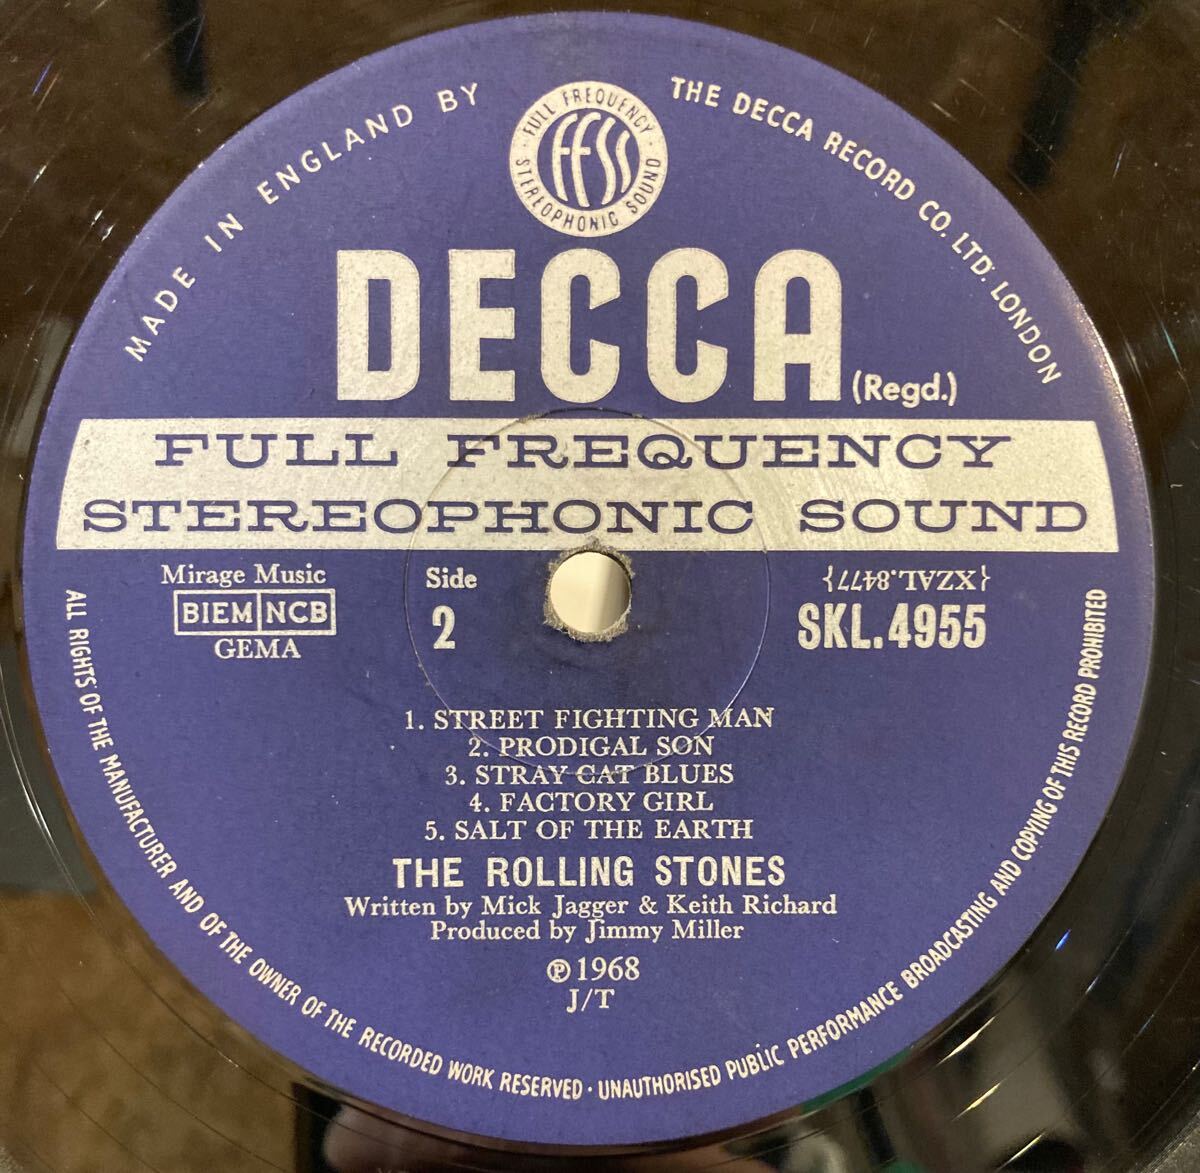 MADE IN ENGLAND BY
THE DECCA RECORD CO. LTD. LONDON
FULL FREQUENCY
STEREOPHONIC SOUND
FFSS
DECCA
(Regd.)
FULL FREQUENCY
STEREOPHONIC SOUND
Mirage Music
BIEM NCB
GEMA
Side
2
{XZAL.8477}
SKL.4955
1. STREET FIGHTING MAN
2. PRODIGAL SON
3. STRAY CAT BLUES
4. FACTORY GIRL
5. SALT OF THE EARTH
THE ROLLING STONES
Written by Mick Jagger & Keith Richard
Produced by Jimmy Miller
℗ 1968
J/T
ALL RIGHTS OF THE MANUFACTURER AND OF THE OWNER OF THE RECORDED WORK RESERVED · UNAUTHORISED PUBLIC PERFORMANCE BROADCASTING AND COPYING OF THIS RECORD PROHIBITED